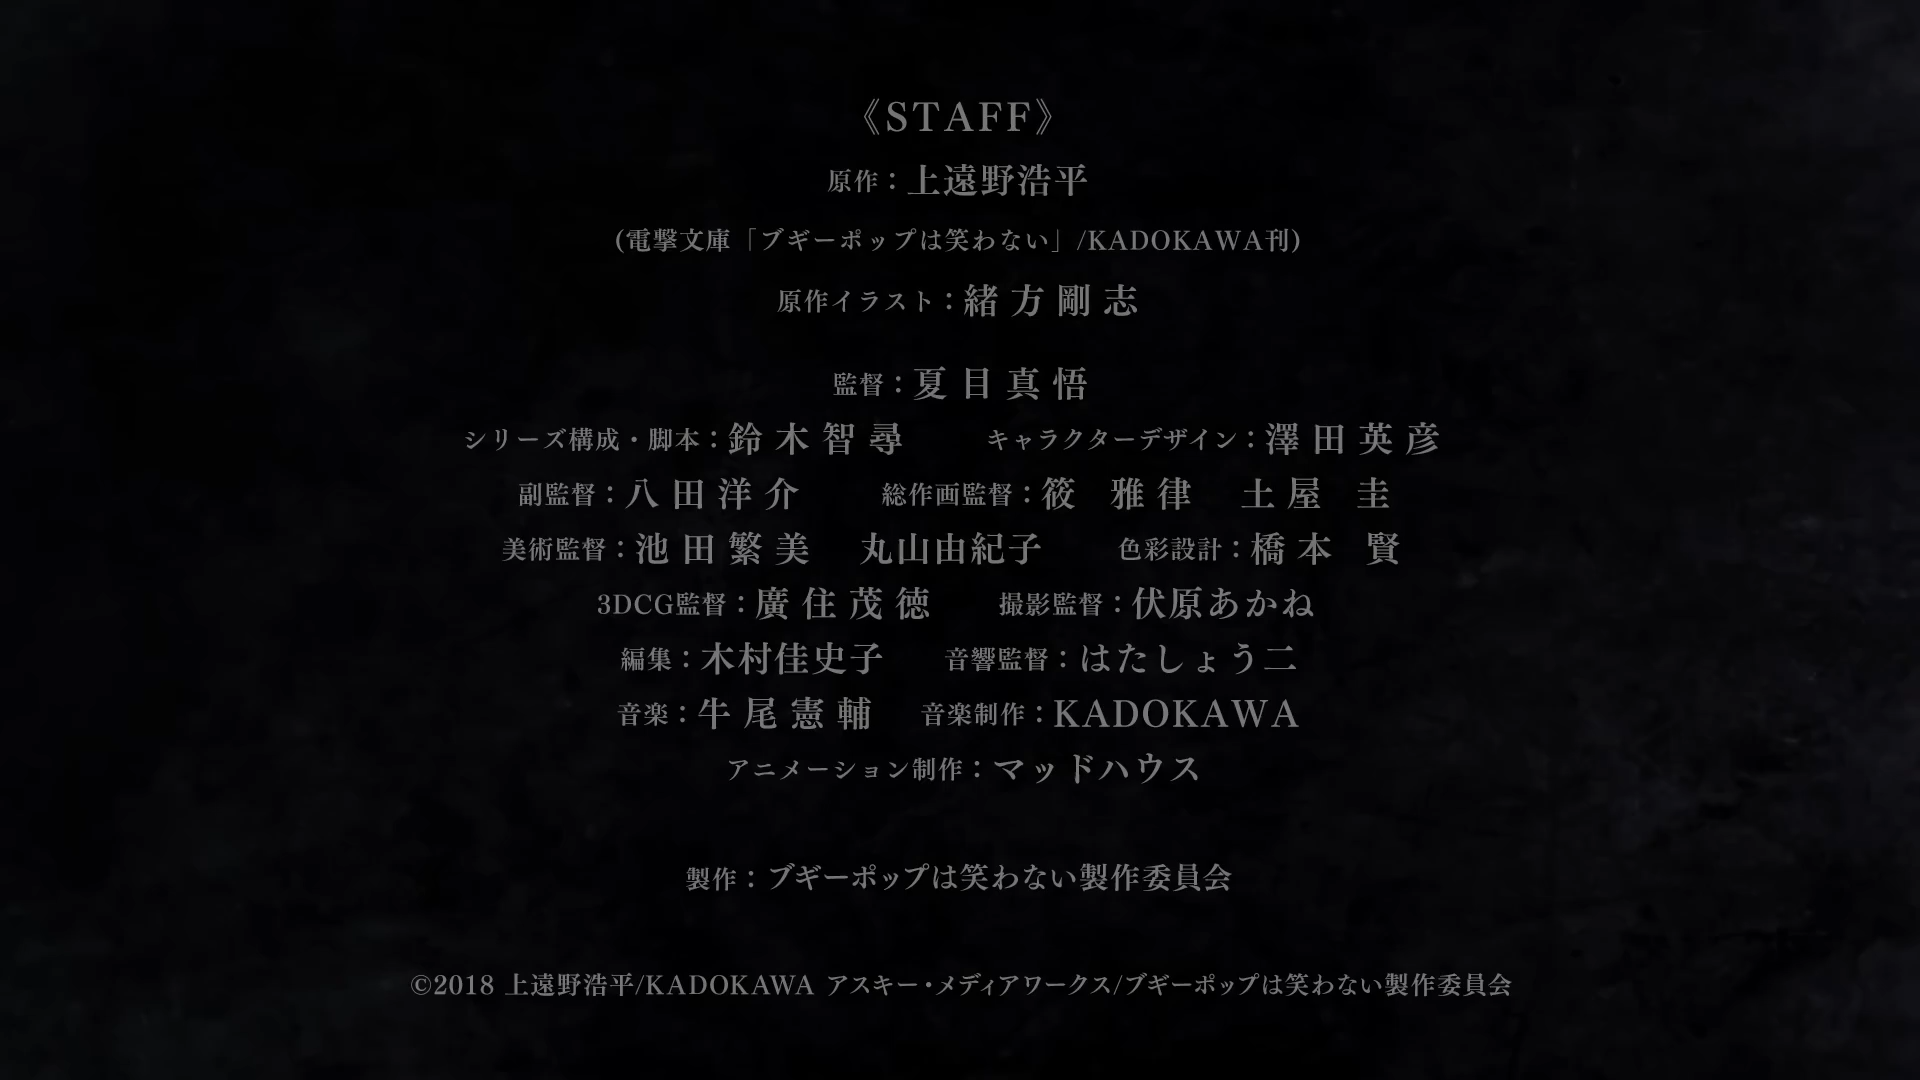 《STAFF》
原作：上遠野浩平
(電撃文庫「ブギーポップは笑わない」/KADOKAWA刊)
原作イラスト：緒方剛志
監督：夏目真悟
シリーズ構成・脚本：鈴木智尋　キャラクターデザイン：澤田英彦
副監督：八田洋介　総作画監督：筱 雅律　土屋 圭
美術監督：池田繁美　丸山由紀子　色彩設計：橋本 賢
3DCG監督：廣住茂徳　撮影監督：伏原あかね
編集：木村佳史子　音響監督：はたしょう二
音楽：牛尾憲輔　音楽制作：KADOKAWA
アニメーション制作：マッドハウス
製作：ブギーポップは笑わない製作委員会
©2018 上遠野浩平/KADOKAWA アスキー・メディアワークス/ブギーポップは笑わない製作委員会